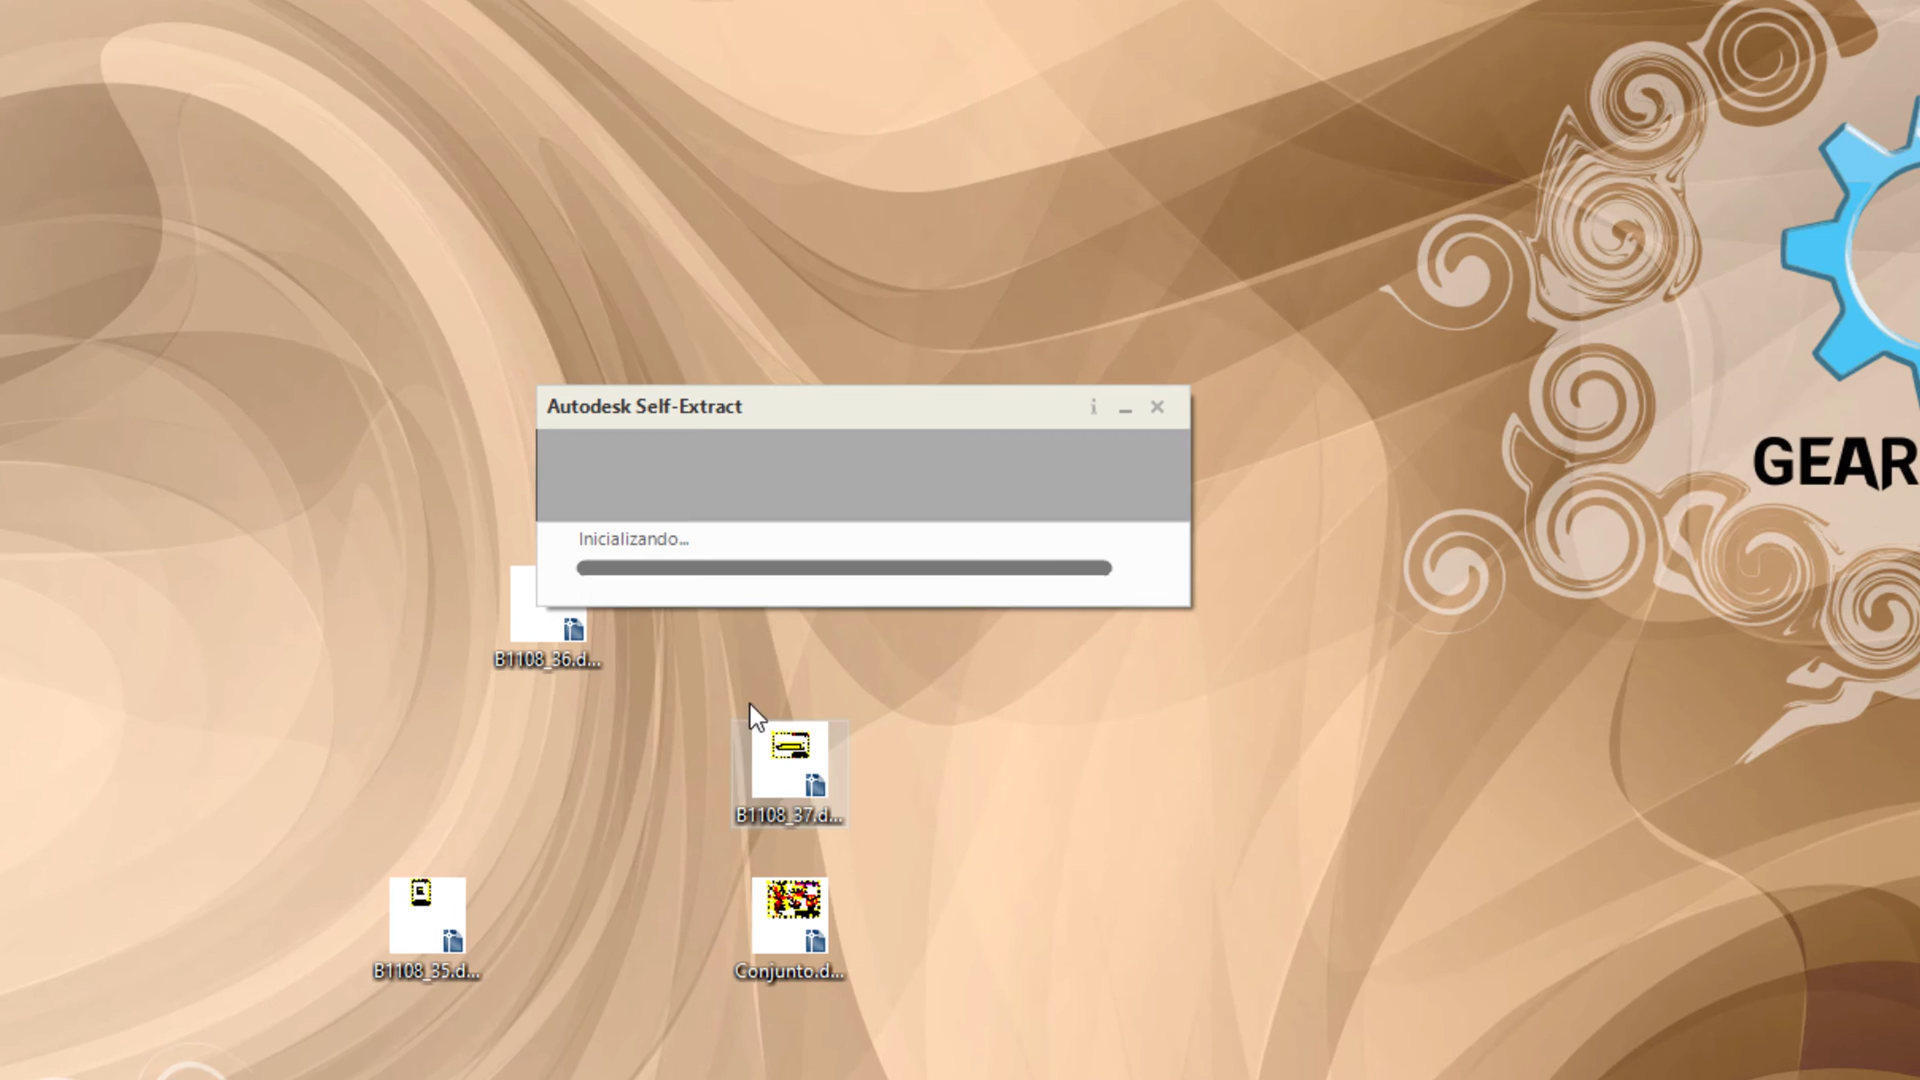 Autodesk Self-Extract
Inicializando...
GEAR
B1108_36.d...
B1108_37.d...
B1108_35.d...
Conjunto.d...